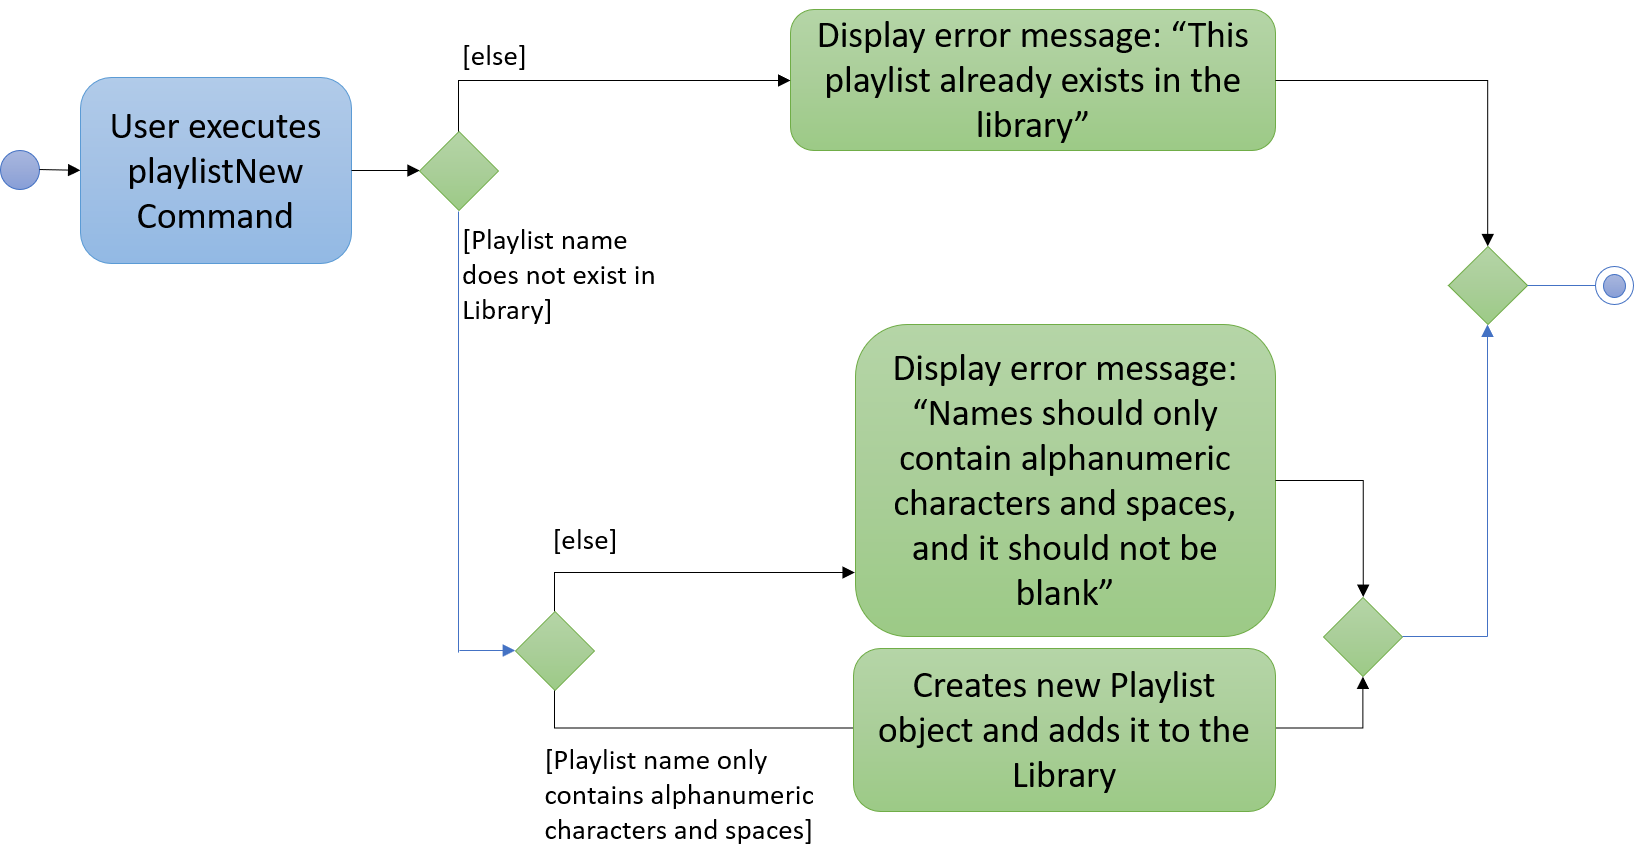 User executes
playlistNew
Command
[else]
Display error message: “This
playlist already exists in the
library”
[Playlist name
does not exist in
Library]
[else]
Display error message:
“Names should only
contain alphanumeric
characters and spaces,
and it should not be
blank”
[Playlist name only
contains alphanumeric
characters and spaces]
Creates new Playlist
object and adds it to the
Library